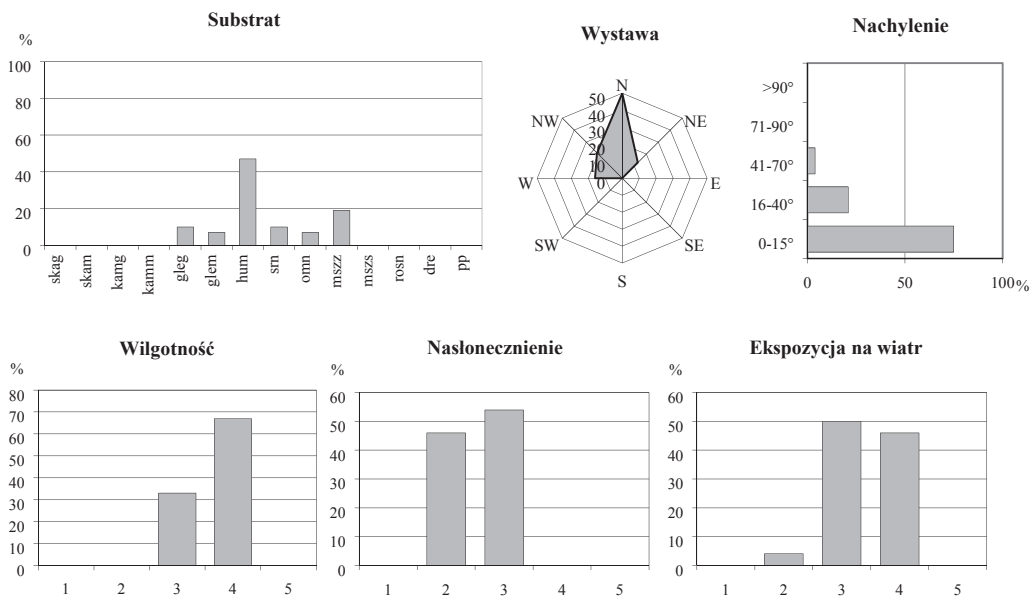 Substrat
%
100
80
60
40
20
0
skag
skam
kang
kamm
gleg
glem
hum
srn
omn
mszz
mszs
rosn
dre
pp
Wystawa
N
NE
E
SE
S
SW
W
NW
50
40
30
20
10
0
Nachylenie
>90°
71-90°
41-70°
16-40°
0-15°
0
50
100%
Wilgotność
%
80
70
60
50
40
30
20
10
0
1 2 3 4 5
Nasłonecznienie
%
60
50
40
30
20
10
0
1 2 3 4 5
Ekspozycja na wiatr
%
60
50
40
30
20
10
0
1 2 3 4 5